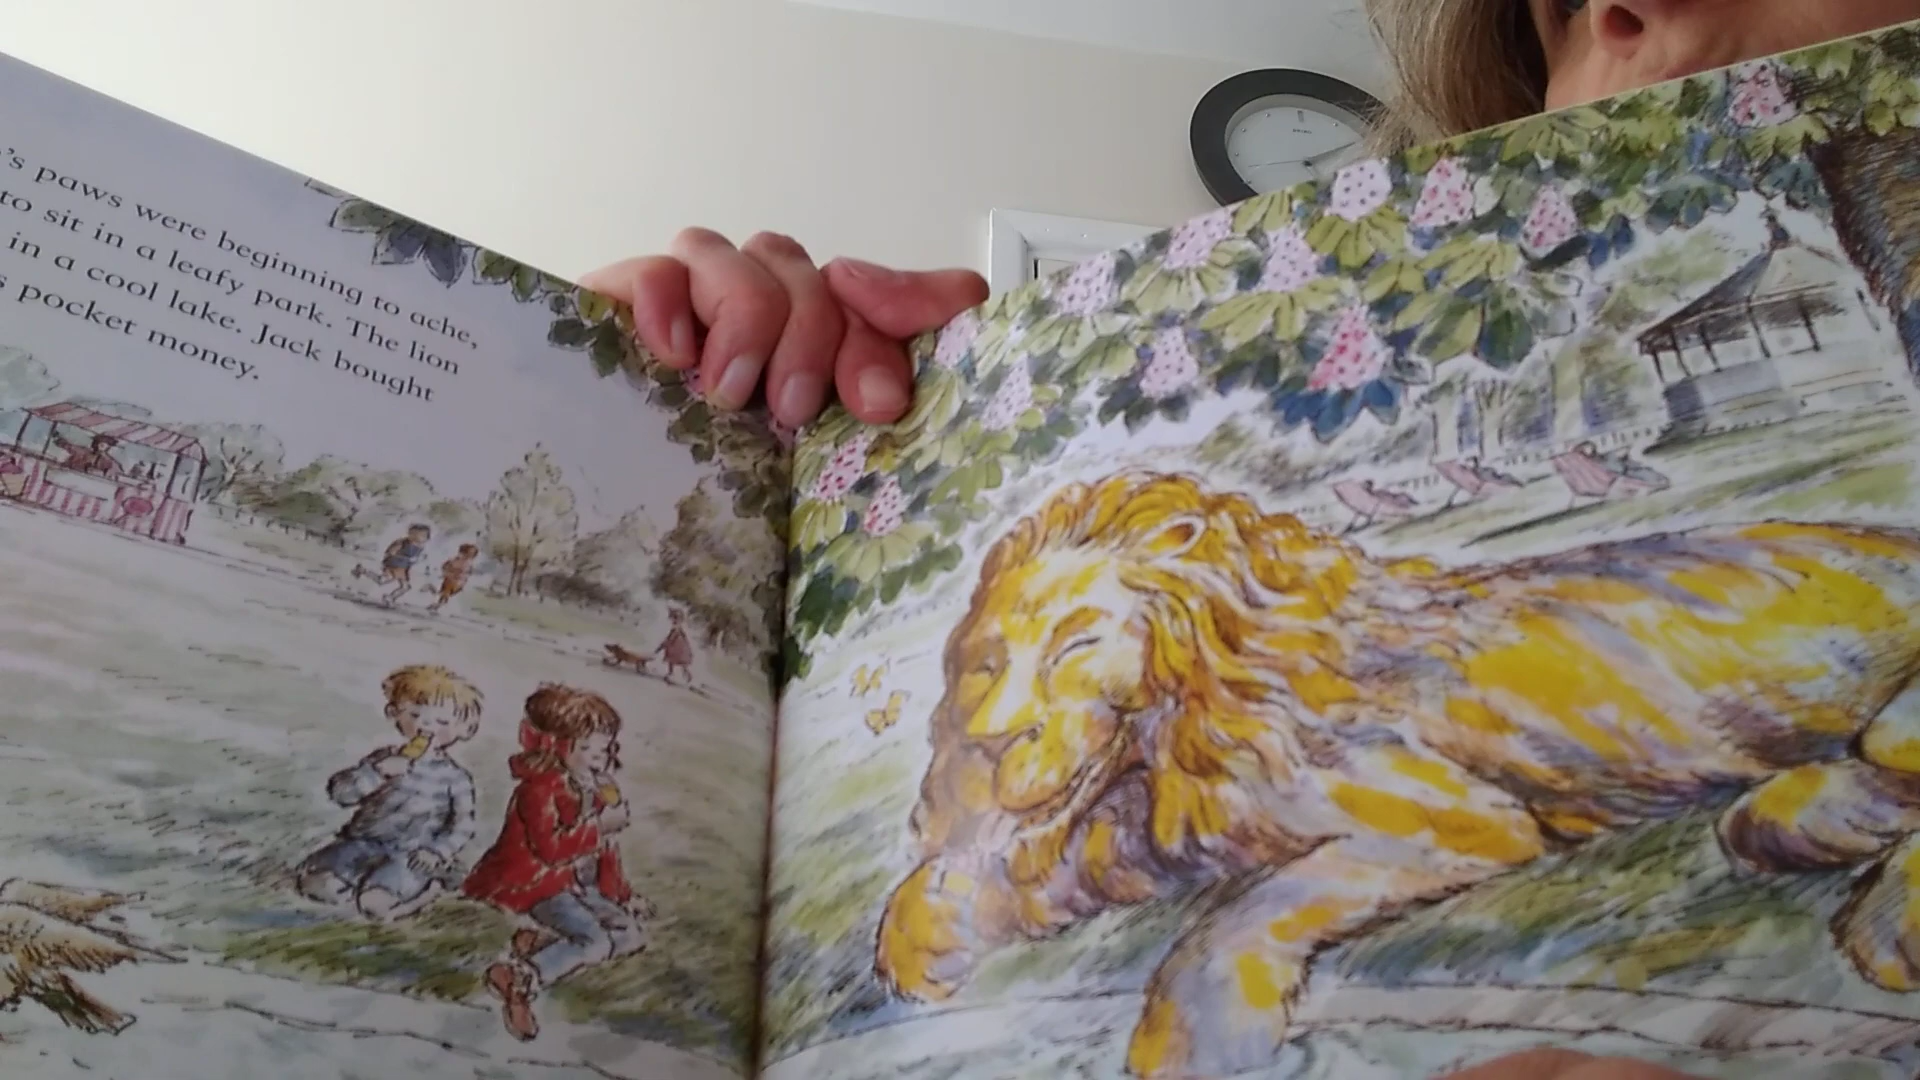 's paws were beginning to ache,
to sit in a leafy park. The lion
in a cool lake. Jack bought
s pocket money.